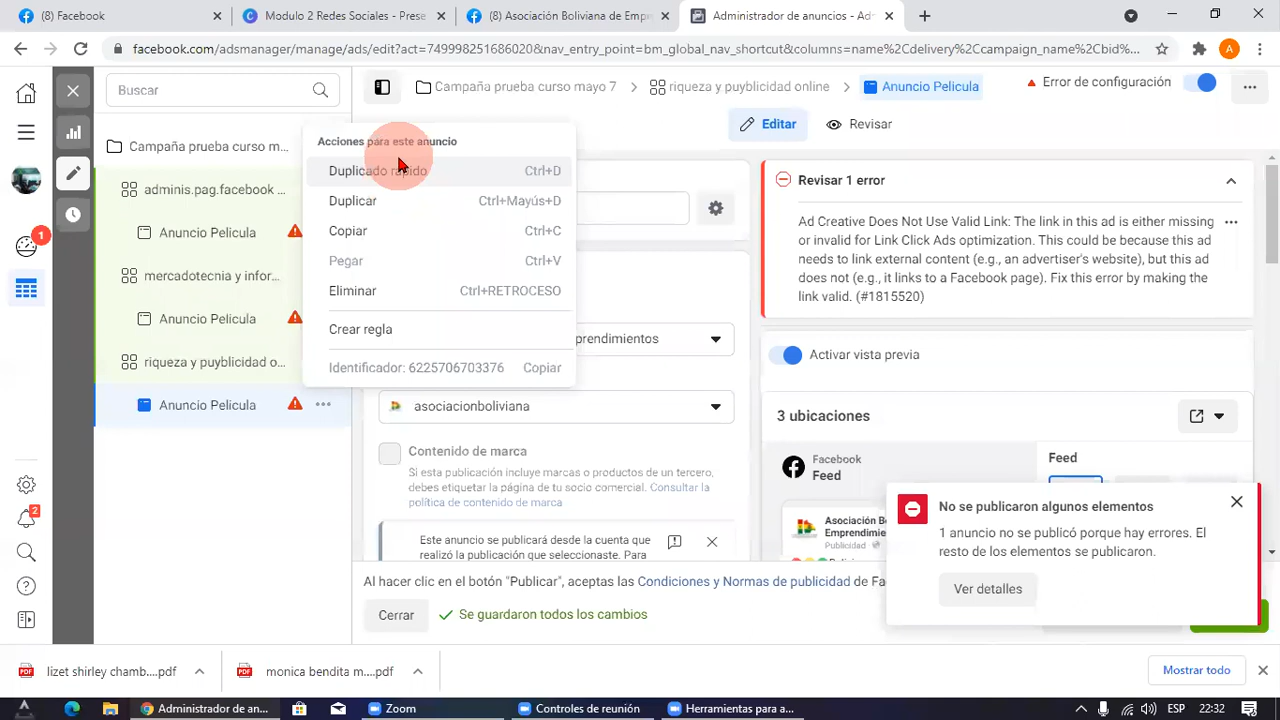 (8) Facebook
Modulo 2 Redes Sociales - Pres
(8) Asociación Boliviana de Empr
Administrador de anuncios - Ad
facebook.com/adsmanager/manage/ads/edit?act=749998251686020&nav_entry_point=bm_global_nav_shortcut&columns=name%2Cdelivery%2Ccampaign_name%2Cbid%...
A
Buscar
Campaña prueba curso mayo 7
riqueza y puyblicidad online
Anuncio Pelicula
Error de configuración
Editar
Revisar
Campaña prueba curso m...
adminis.pag.facebook ...
Anuncio Pelicula
mercadotecnia y infor...
Anuncio Pelicula
riqueza y puyblicidad o...
Anuncio Pelicula
1
2
Acciones para este anuncio
Duplicado rápido Ctrl+D
Duplicar Ctrl+Mayús+D
Copiar Ctrl+C
Pegar Ctrl+V
Eliminar Ctrl+RETROCESO
Crear regla
Identificador: 6225706703376 Copiar
prendimientos
asociacionboliviana
Contenido de marca
Si esta publicación incluye marcas o productos de un tercero,
debes etiquetar la página de tu socio comercial. Consultar la
política de contenido de marca
Este anuncio se publicará desde la cuenta que
realizó la publicación que seleccionaste. Para
Revisar 1 error
Ad Creative Does Not Use Valid Link: The link in this ad is either missing
or invalid for Link Click Ads optimization. This could be because this ad
needs to link external content (e.g., an advertiser's website), but this ad
does not (e.g., it links to a Facebook page). Fix this error by making the
link valid. (#1815520)
Activar vista previa
3 ubicaciones
Facebook
Feed
Feed
Asociación Bo
Emprendimie
Publicidad
No se publicaron algunos elementos
1 anuncio no se publicó porque hay errores. El
resto de los elementos se publicaron.
Ver detalles
Al hacer clic en el botón "Publicar", aceptas las Condiciones y Normas de publicidad de Fa
Cerrar
Se guardaron todos los cambios
lizet shirley chamb....pdf
monica bendita m....pdf
Mostrar todo
Administrador de an...
Zoom
Controles de reunión
Herramientas para a...
ESP
22:32